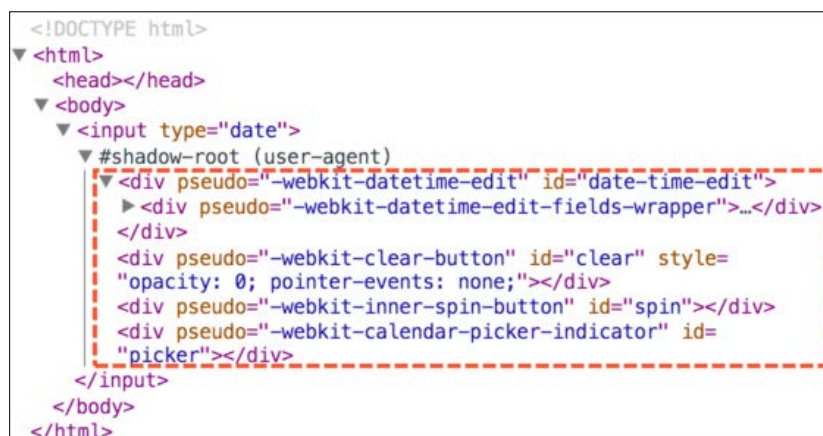 <!DOCTYPE html>
▼ <html>
<head></head>
▼ <body>
▼ <input type="date">
▼ #shadow-root (user-agent)
▼ <div pseudo="-webkit-datetime-edit" id="date-time-edit">
▶ <div pseudo="-webkit-datetime-edit-fields-wrapper">…</div>
</div>
<div pseudo="-webkit-clear-button" id="clear" style=
"opacity: 0; pointer-events: none;"></div>
<div pseudo="-webkit-inner-spin-button" id="spin"></div>
<div pseudo="-webkit-calendar-picker-indicator" id=
"picker"></div>
</input>
</body>
</html>